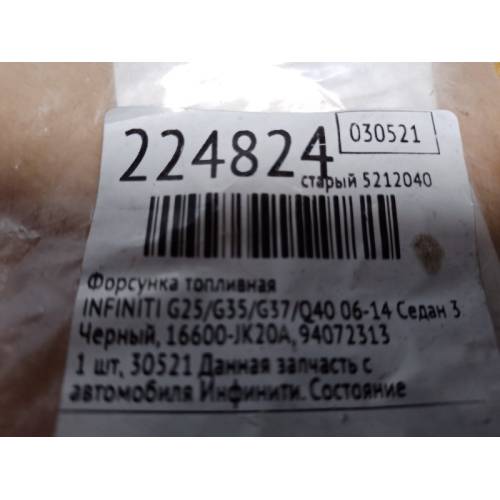 224824
030521
старый 5212040
Форсунка топливная
INFINITI G25/G35/G37/Q40 06-14 Седан 3
Черный, 16600-JK20A, 94072313
1 шт, 30521 Данная запчасть с
автомобиля Инфинити. Состояние